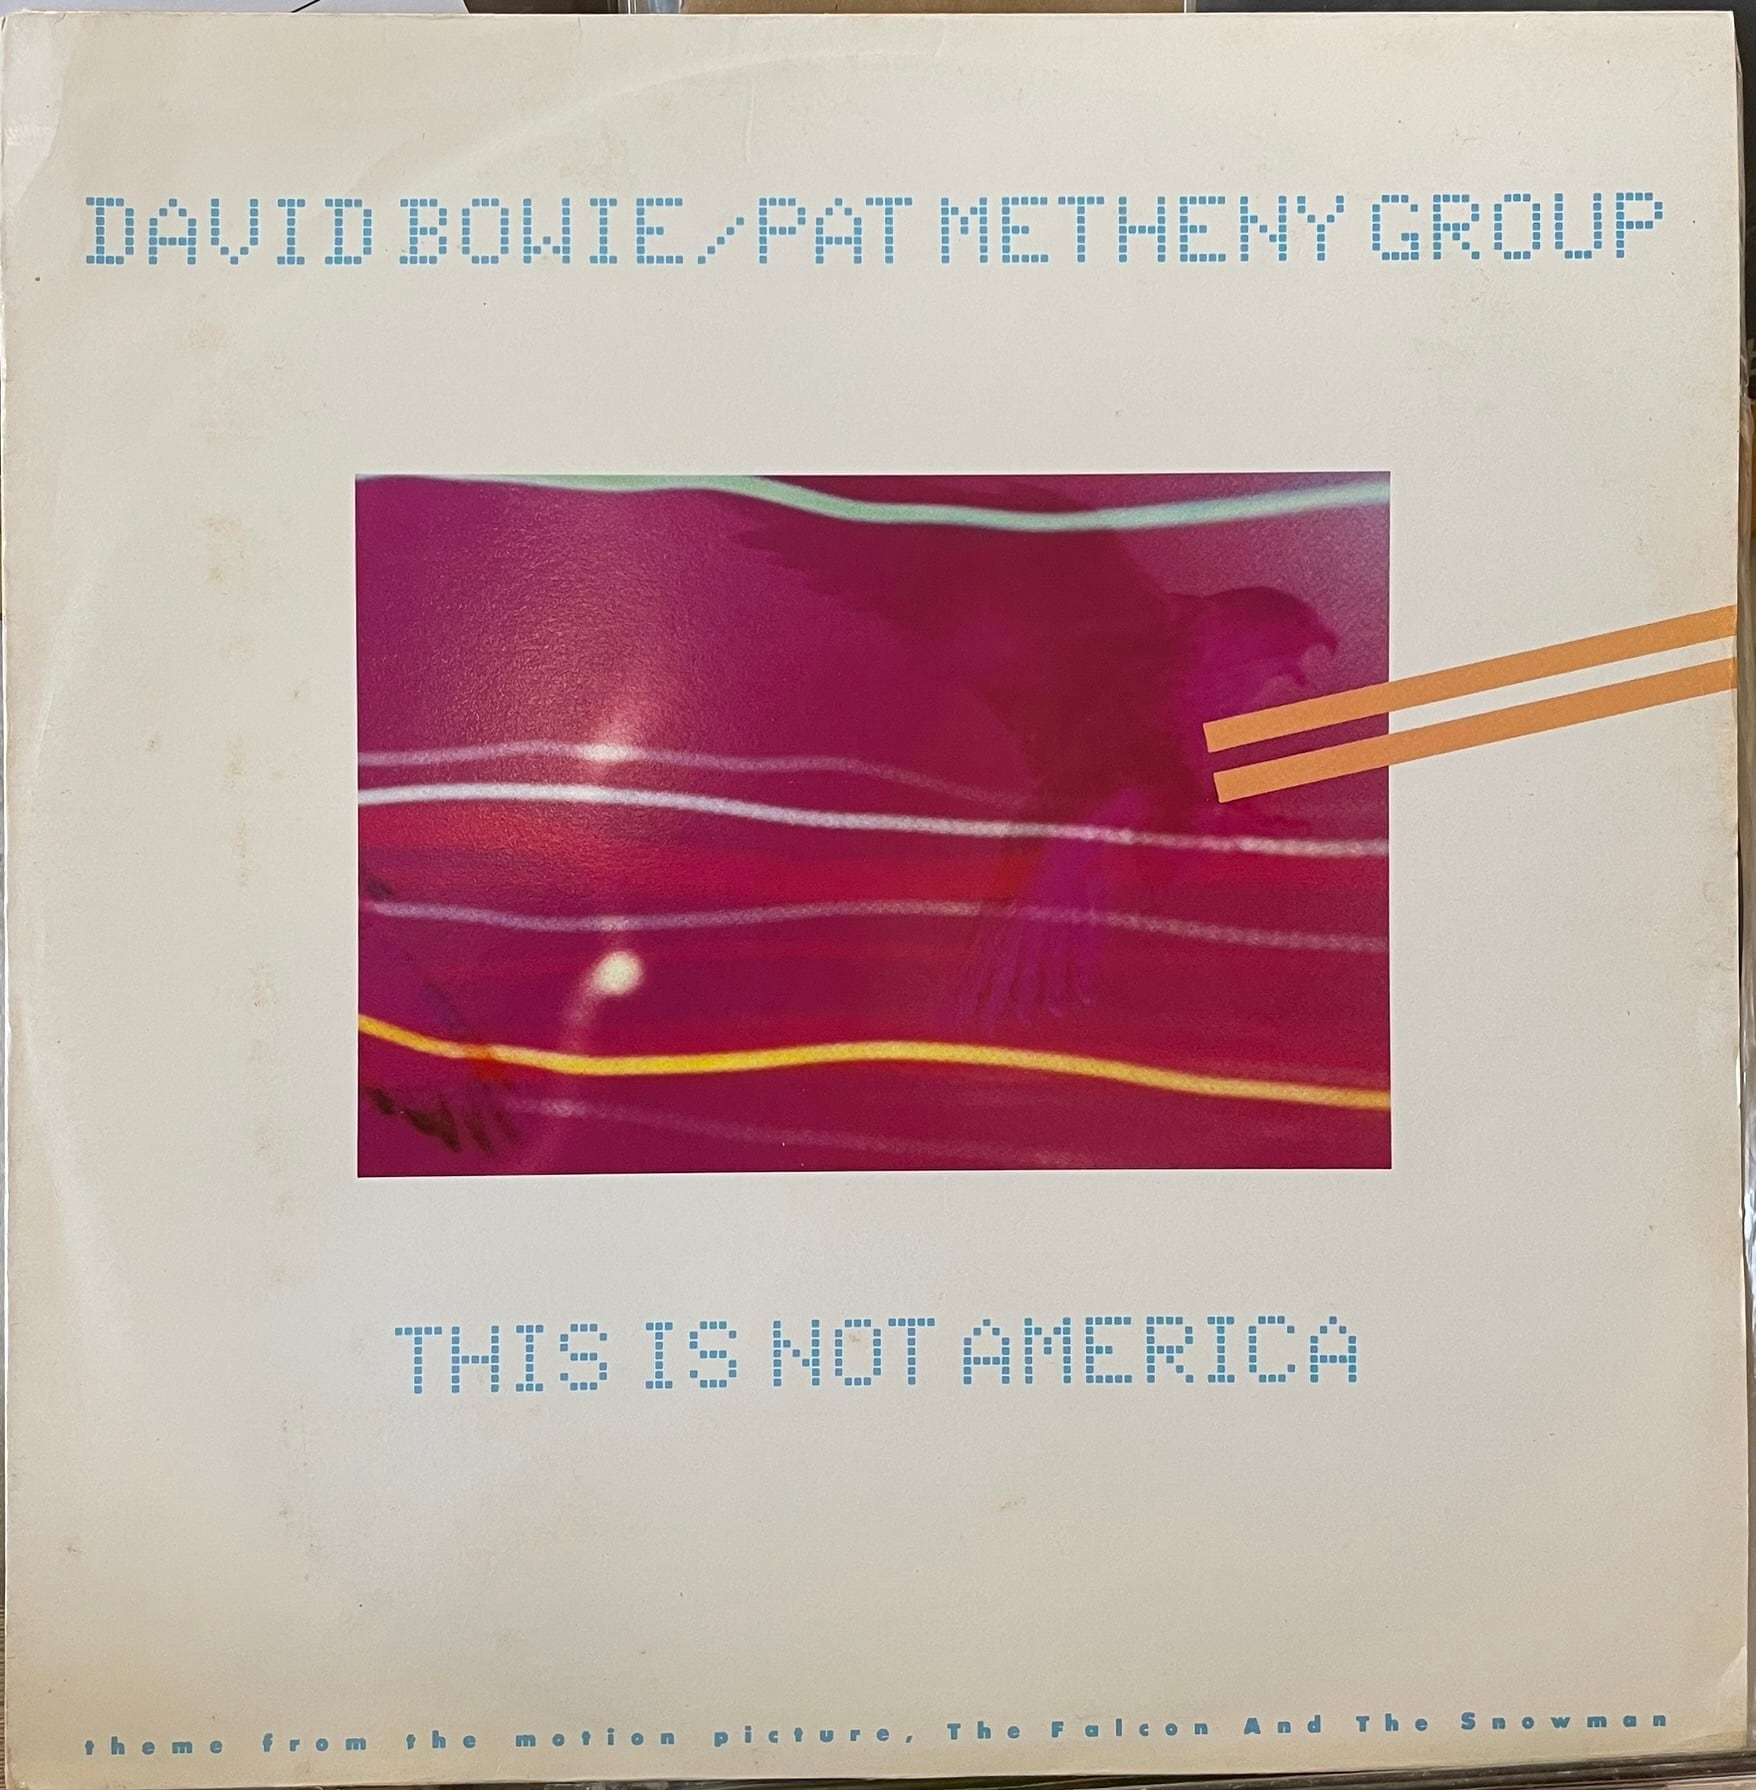 DAVID BOWIE/PAT METHENY GROUP
THIS IS NOT AMERICA
theme from the motion picture, The Falcon And The Snowman